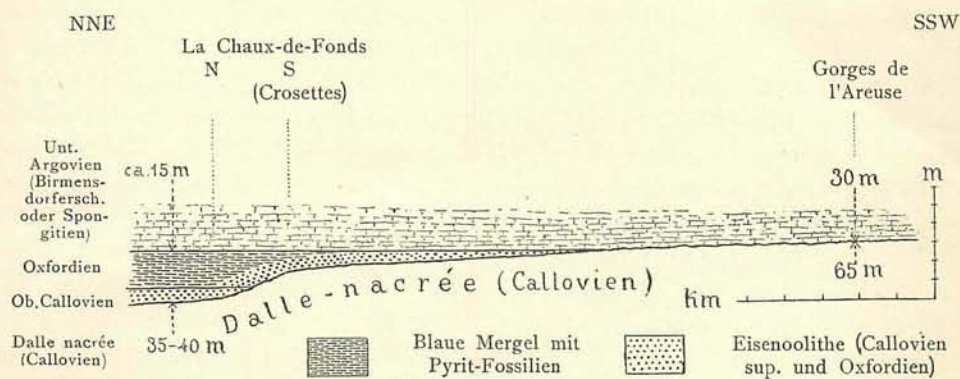 NNE
SSW
La Chaux-de-Fonds
N S
(Crosettes)
Gorges de
l'Areuse
Unt.
Argovien
(Birmens-
dorfersch.
oder Spon-
gitien)
ca. 15 m
30 m
m
Oxfordien
65 m
Ob. Callovien
Dalle-nacrée (Callovien)
km
Dalle nacrée
(Callovien)
35-40 m
Blaue Mergel mit
Pyrit-Fossilien
Eisenoolithe (Callovien
sup. und Oxfordien)